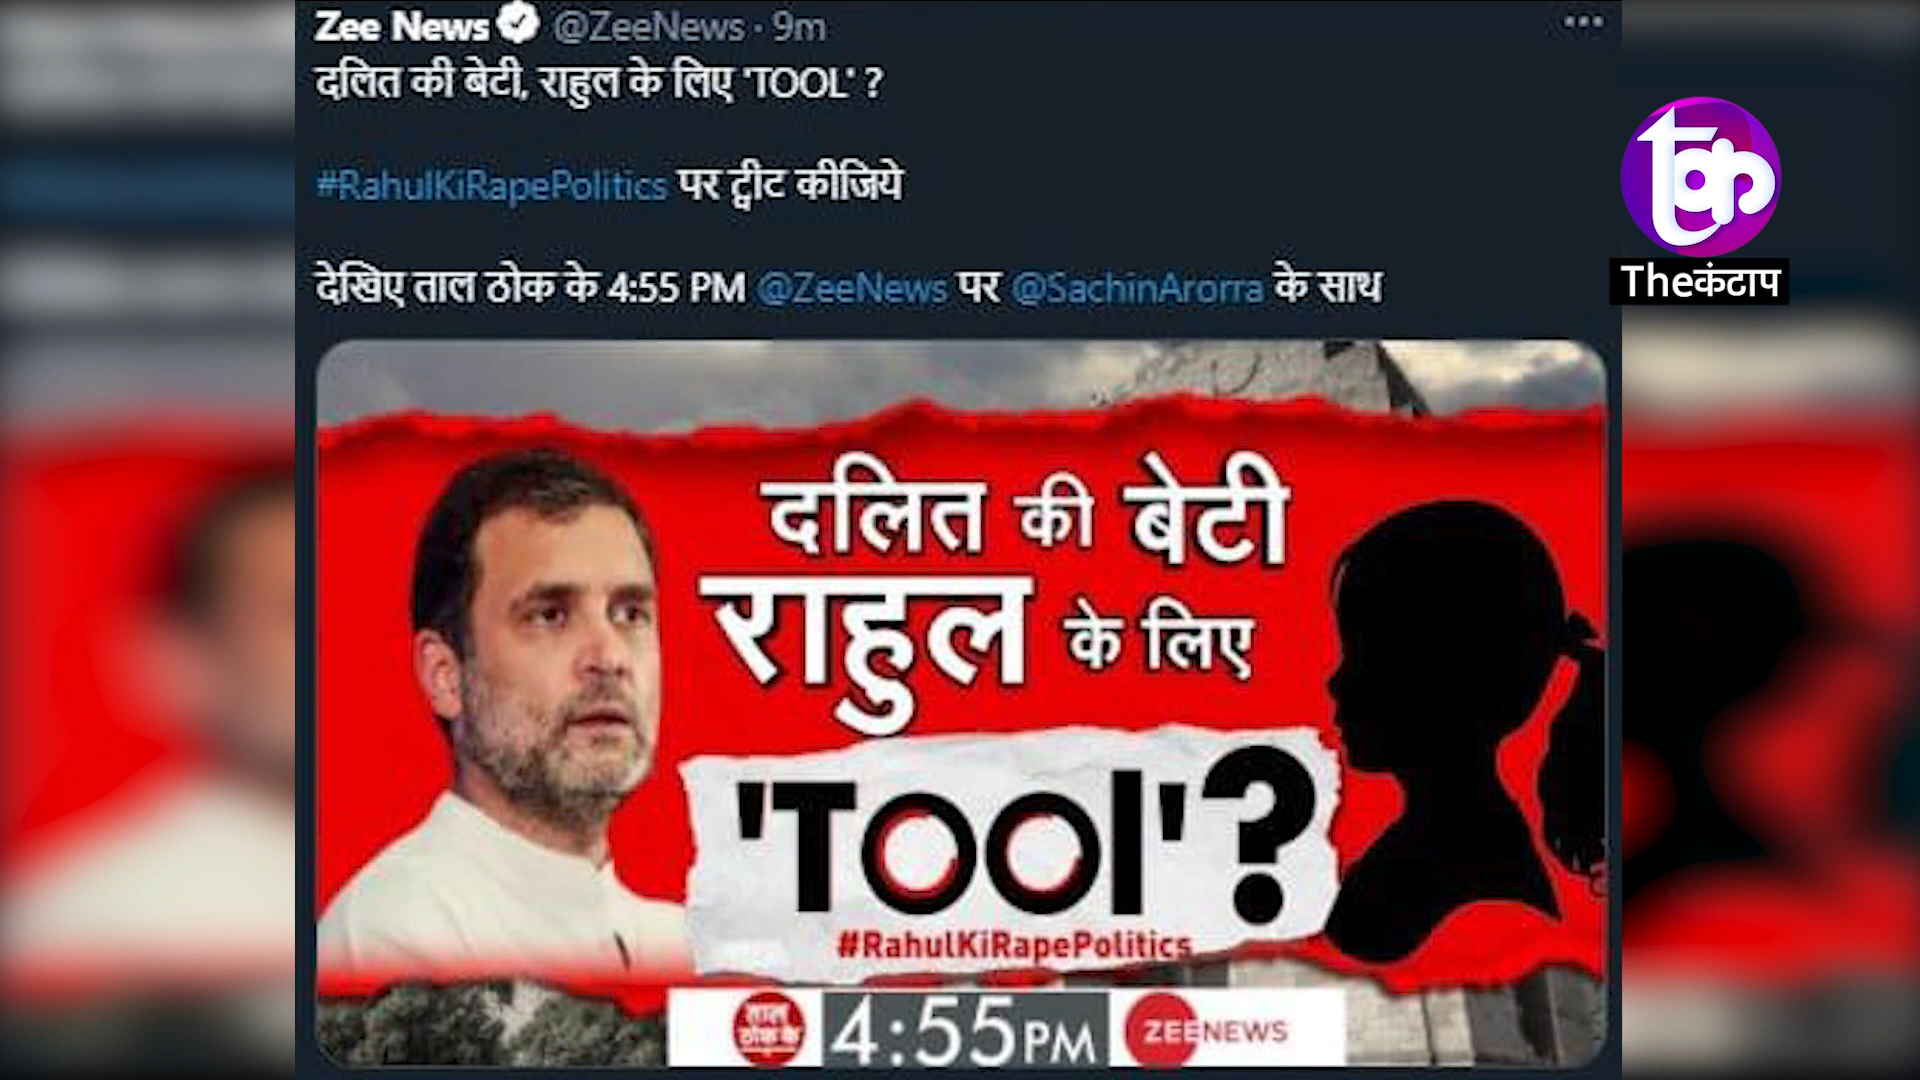 Zee News @ZeeNews · 9m
दलित की बेटी, राहुल के लिए 'TOOL' ?
#RahulKiRapePolitics पर ट्वीट कीजिये
देखिए ताल ठोक के 4:55 PM @ZeeNews पर @SachinArorra के साथ
दलित की बेटी
राहुल के लिए
'TOOl'?
#RahulKiRapePolitics
ताल ठोक के 4:55PM ZEENEWS
tap
Theकंटाप